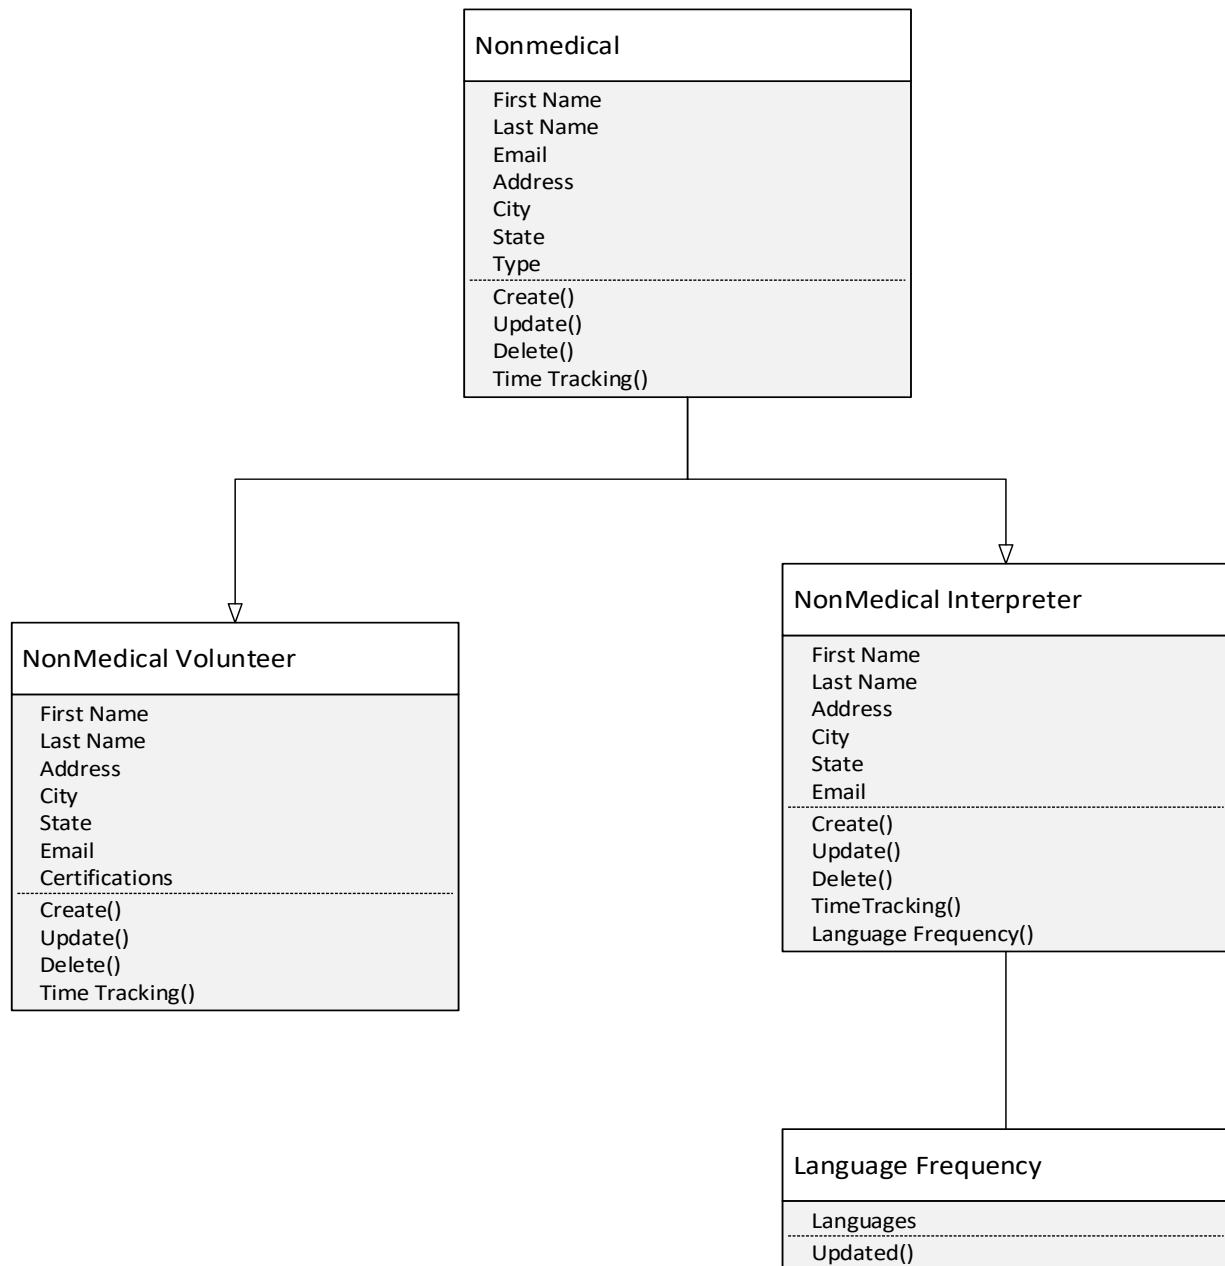 Nonmedical
First Name
Last Name
Email
Address
City
State
Type
Create()
Update()
Delete()
Time Tracking()
NonMedical Volunteer
First Name
Last Name
Address
City
State
Email
Certifications
Create()
Update()
Delete()
Time Tracking()
NonMedical Interpreter
First Name
Last Name
Address
City
State
Email
Create()
Update()
Delete()
TimeTracking()
Language Frequency()
Language Frequency
Languages
Updated()